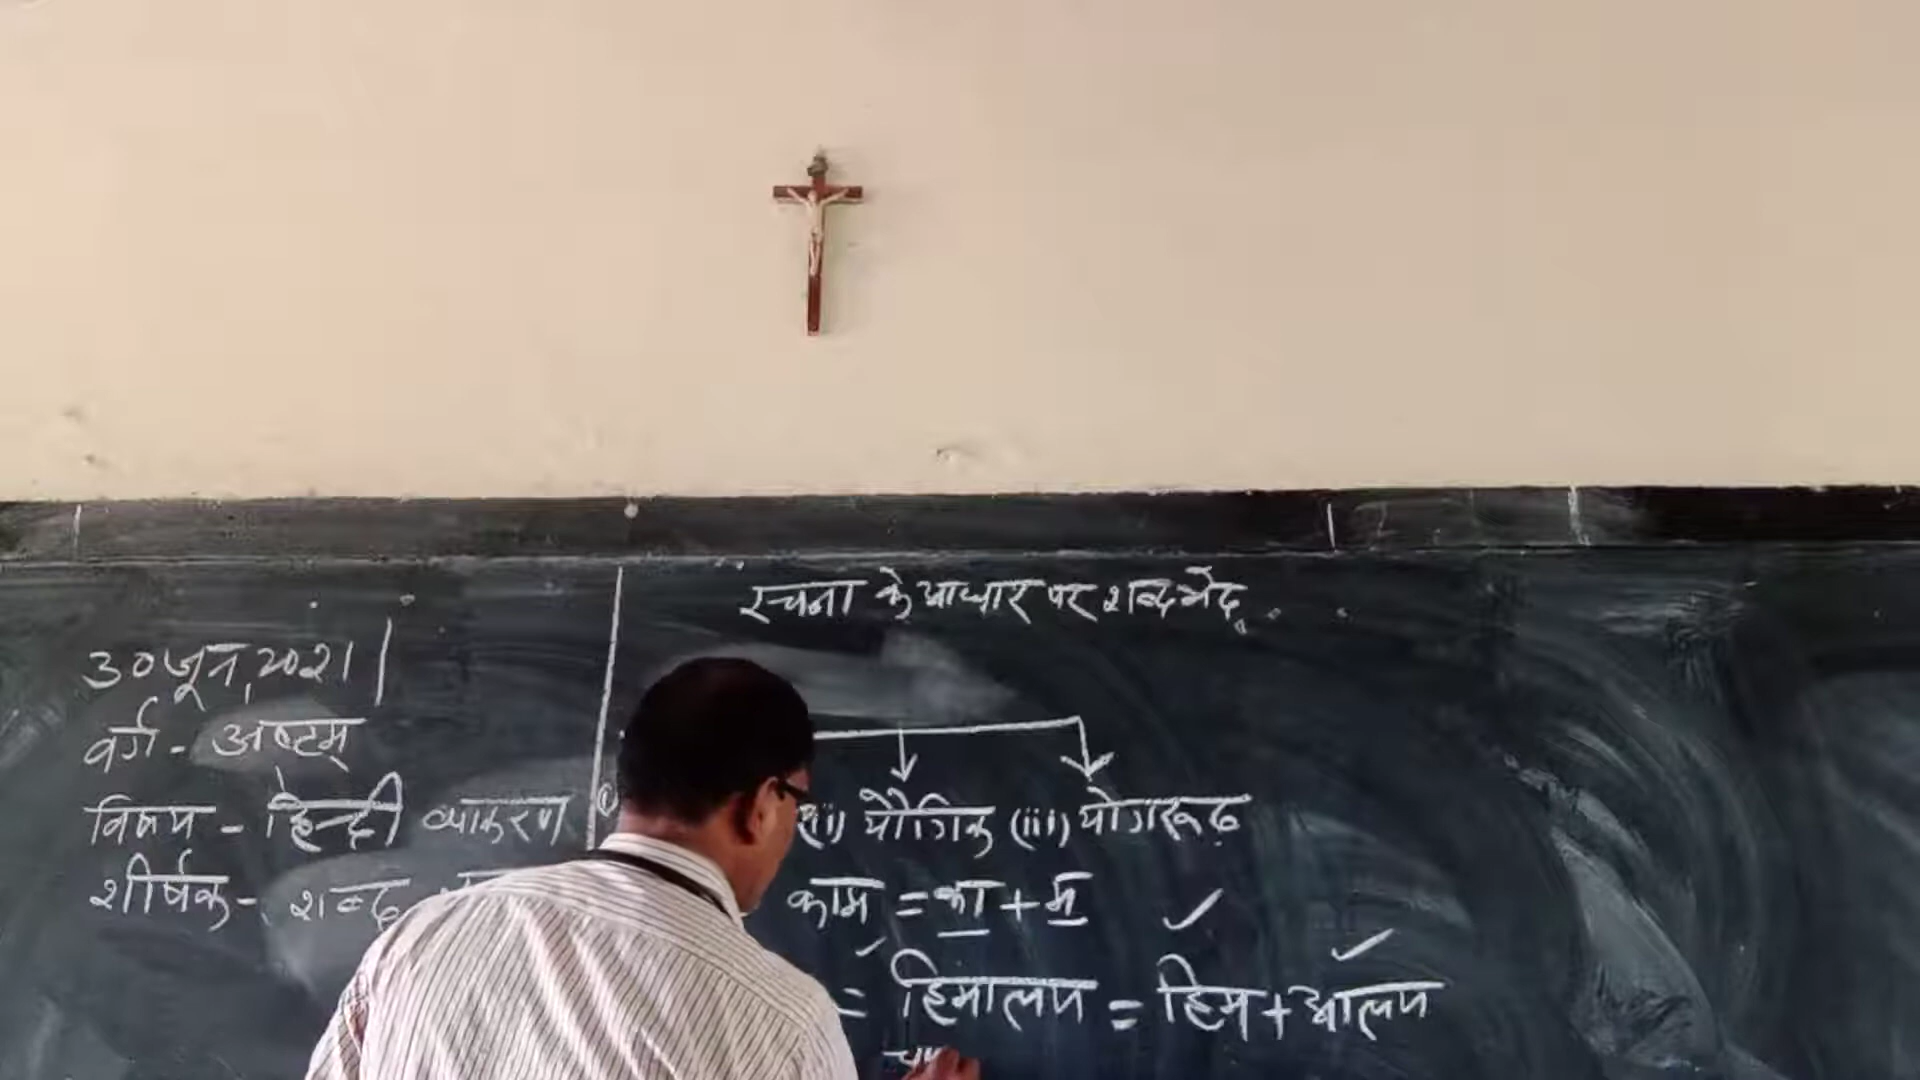 30 जून, 2021
वर्ग - अष्टम्
विषय - हिन्दी व्याकरण
शीर्षक - शब्द
रचना के आधार पर शब्द भेद
(ii) यौगिक (iii) योगरूढ़
काम = का + म
= हिमालय = हिम + आलय